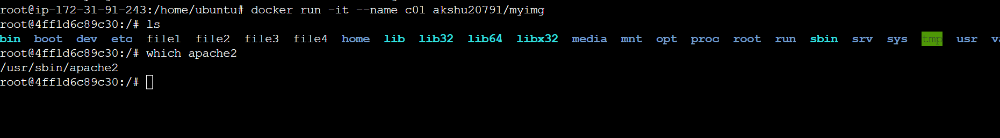 root@ip-172-31-91-243:/home/ubuntu# docker run -it --name c01 akshu20791/myimg
root@4ff1d6c89c30:/# ls
bin boot dev etc file1 file2 file3 file4 home lib lib32 lib64 libx32 media mnt opt proc root run sbin srv sys tmp usr
root@4ff1d6c89c30:/# which apache2
/usr/sbin/apache2
root@4ff1d6c89c30:/#